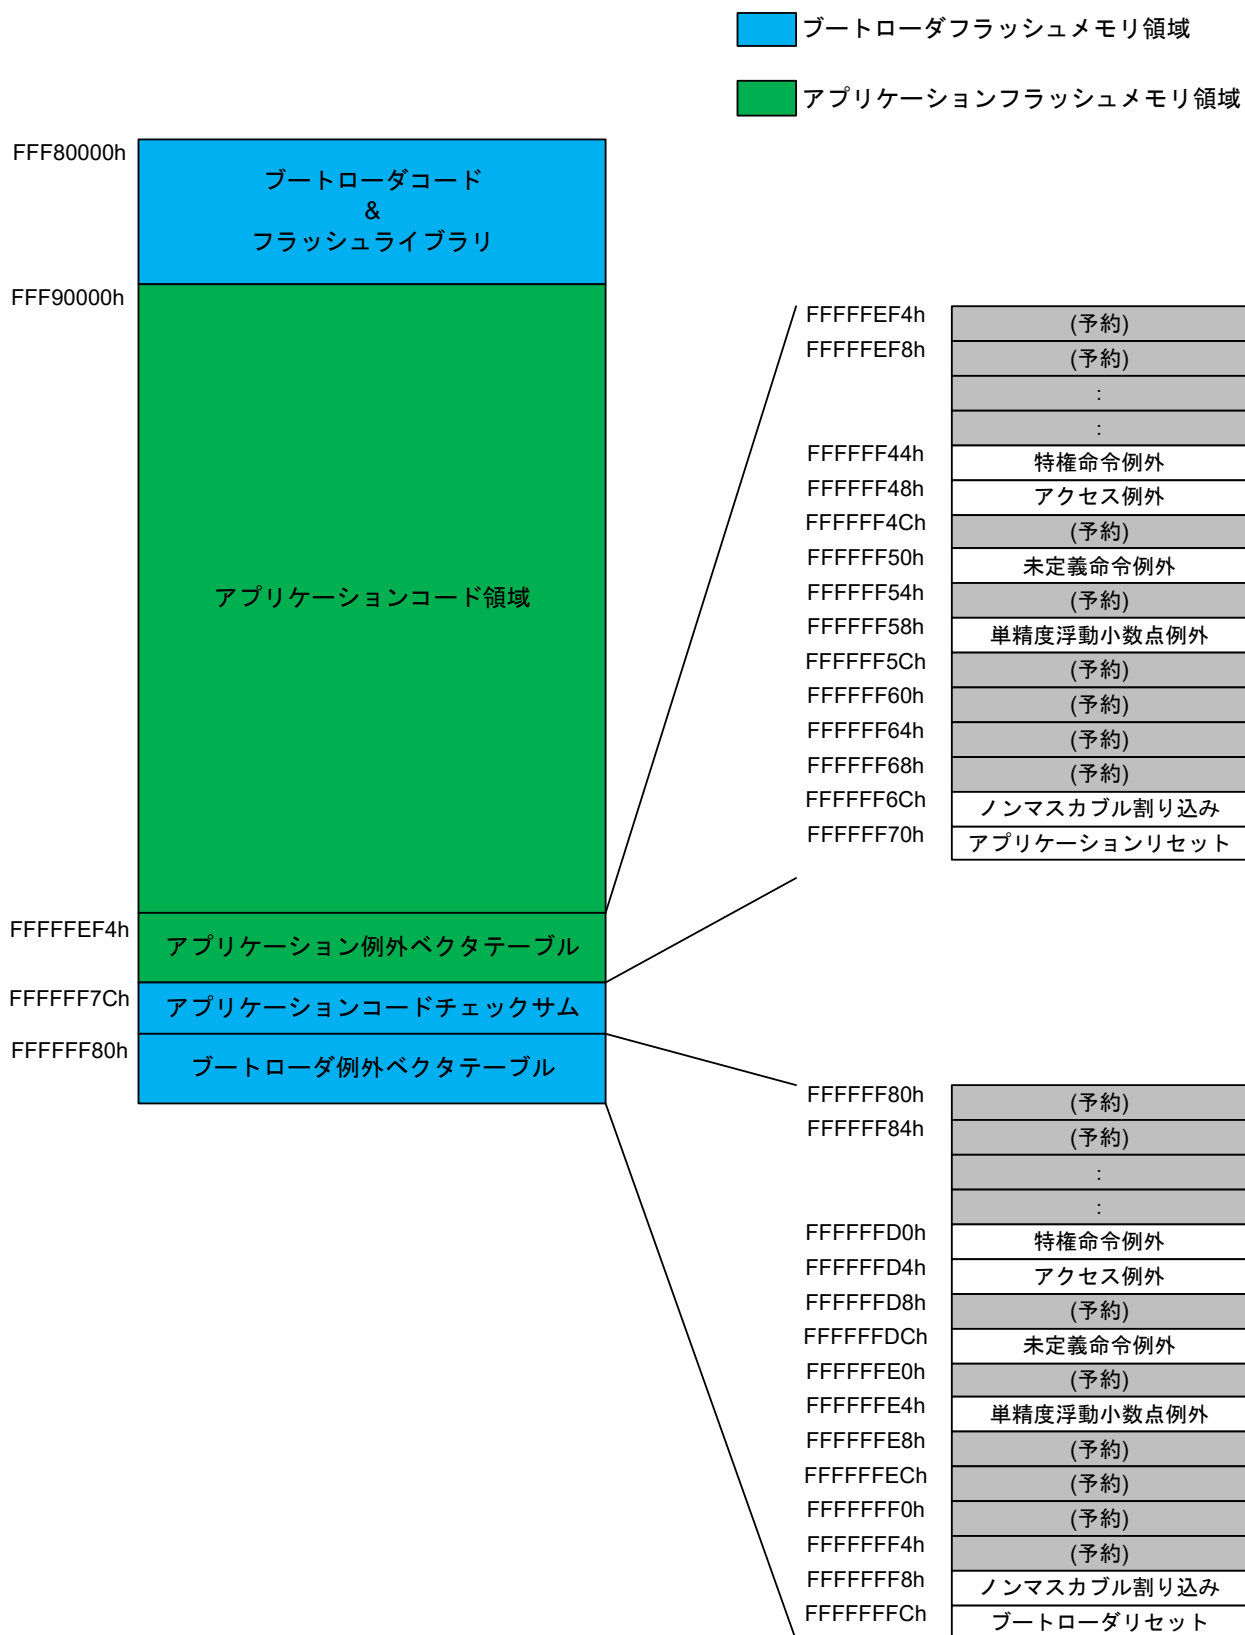 ブートローダフラッシュメモリ領域
アプリケーションフラッシュメモリ領域
FFF80000h
ブートローダコード
&
フラッシュライブラリ
FFF90000h
アプリケーションコード領域
FFFFFEF4h
アプリケーション例外ベクタテーブル
FFFFFF7Ch
アプリケーションコードチェックサム
FFFFFF80h
ブートローダ例外ベクタテーブル
FFFFFEF4h (予約)
FFFFFEF8h (予約)
:
:
FFFFFF44h 特権命令例外
FFFFFF48h アクセス例外
FFFFFF4Ch (予約)
FFFFFF50h 未定義命令例外
FFFFFF54h (予約)
FFFFFF58h 単精度浮動小数点例外
FFFFFF5Ch (予約)
FFFFFF60h (予約)
FFFFFF64h (予約)
FFFFFF68h (予約)
FFFFFF6Ch ノンマスカブル割り込み
FFFFFF70h アプリケーションリセット
FFFFFF80h (予約)
FFFFFF84h (予約)
:
:
FFFFFFD0h 特権命令例外
FFFFFFD4h アクセス例外
FFFFFFD8h (予約)
FFFFFFDCh 未定義命令例外
FFFFFFE0h (予約)
FFFFFFE4h 単精度浮動小数点例外
FFFFFFE8h (予約)
FFFFFFECh (予約)
FFFFFFF0h (予約)
FFFFFFF4h (予約)
FFFFFFF8h ノンマスカブル割り込み
FFFFFFFCh ブートローダリセット